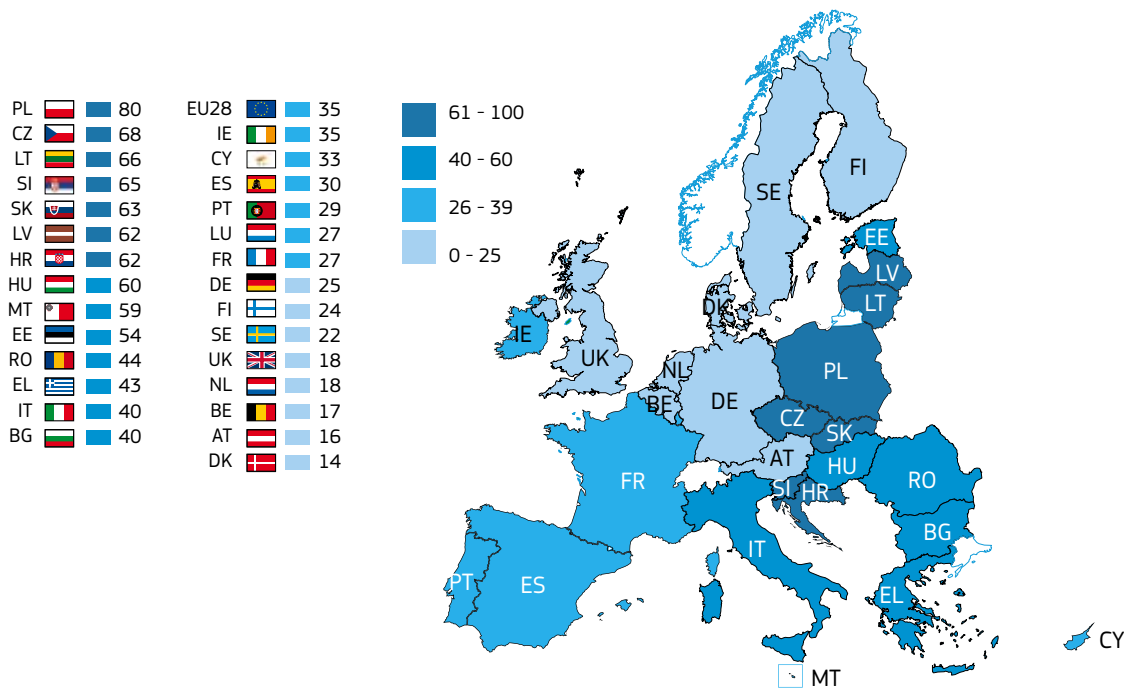 PL 80
CZ 68
LT 66
SI 65
SK 63
LV 62
HR 62
HU 60
MT 59
EE 54
RO 44
EL 43
IT 40
BG 40
EU28 35
IE 35
CY 33
ES 30
PT 29
LU 27
FR 27
DE 25
FI 24
SE 22
UK 18
NL 18
BE 17
AT 16
DK 14
61 - 100
40 - 60
26 - 39
0 - 25
FI
SE
EE
LV
LT
DK
IE
UK
NL
PL
BE
DE
CZ
SK
AT
HU
FR
SI
HR
RO
BG
IT
PT
ES
EL
CY
MT